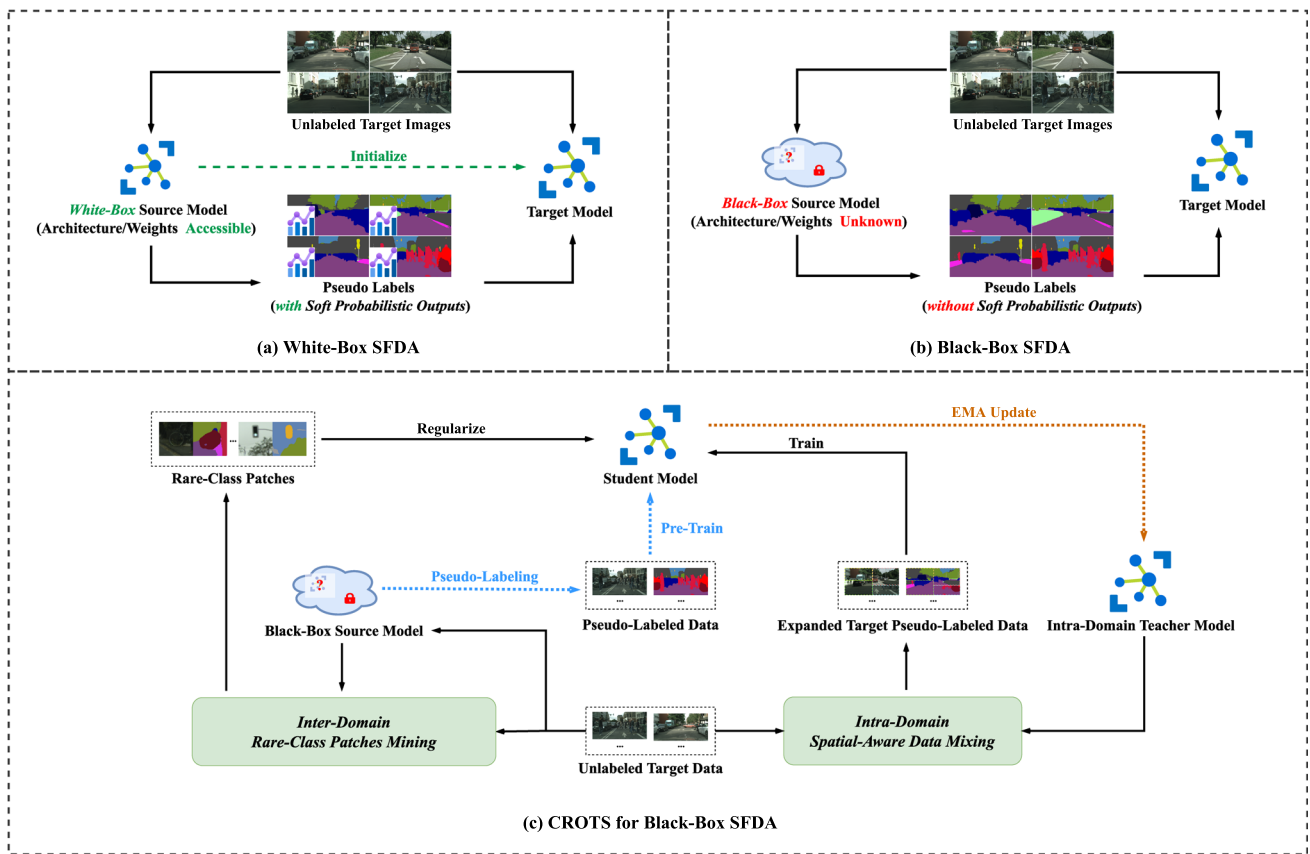 Unlabeled Target Images
Initialize
White-Box Source Model
(Architecture/Weights Accessible)
Target Model
Pseudo Labels
(with Soft Probabilistic Outputs)
(a) White-Box SFDA
Unlabeled Target Images
?
Black-Box Source Model
(Architecture/Weights Unknown)
Target Model
Pseudo Labels
(without Soft Probabilistic Outputs)
(b) Black-Box SFDA
...
Rare-Class Patches
Regularize
Student Model
EMA Update
Train
Pre-Train
?
Pseudo-Labeling
Black-Box Source Model
... ...
Pseudo-Labeled Data
... ...
Expanded Target Pseudo-Labeled Data
Intra-Domain Teacher Model
Inter-Domain
Rare-Class Patches Mining
... ...
Unlabeled Target Data
Intra-Domain
Spatial-Aware Data Mixing
(c) CROTS for Black-Box SFDA